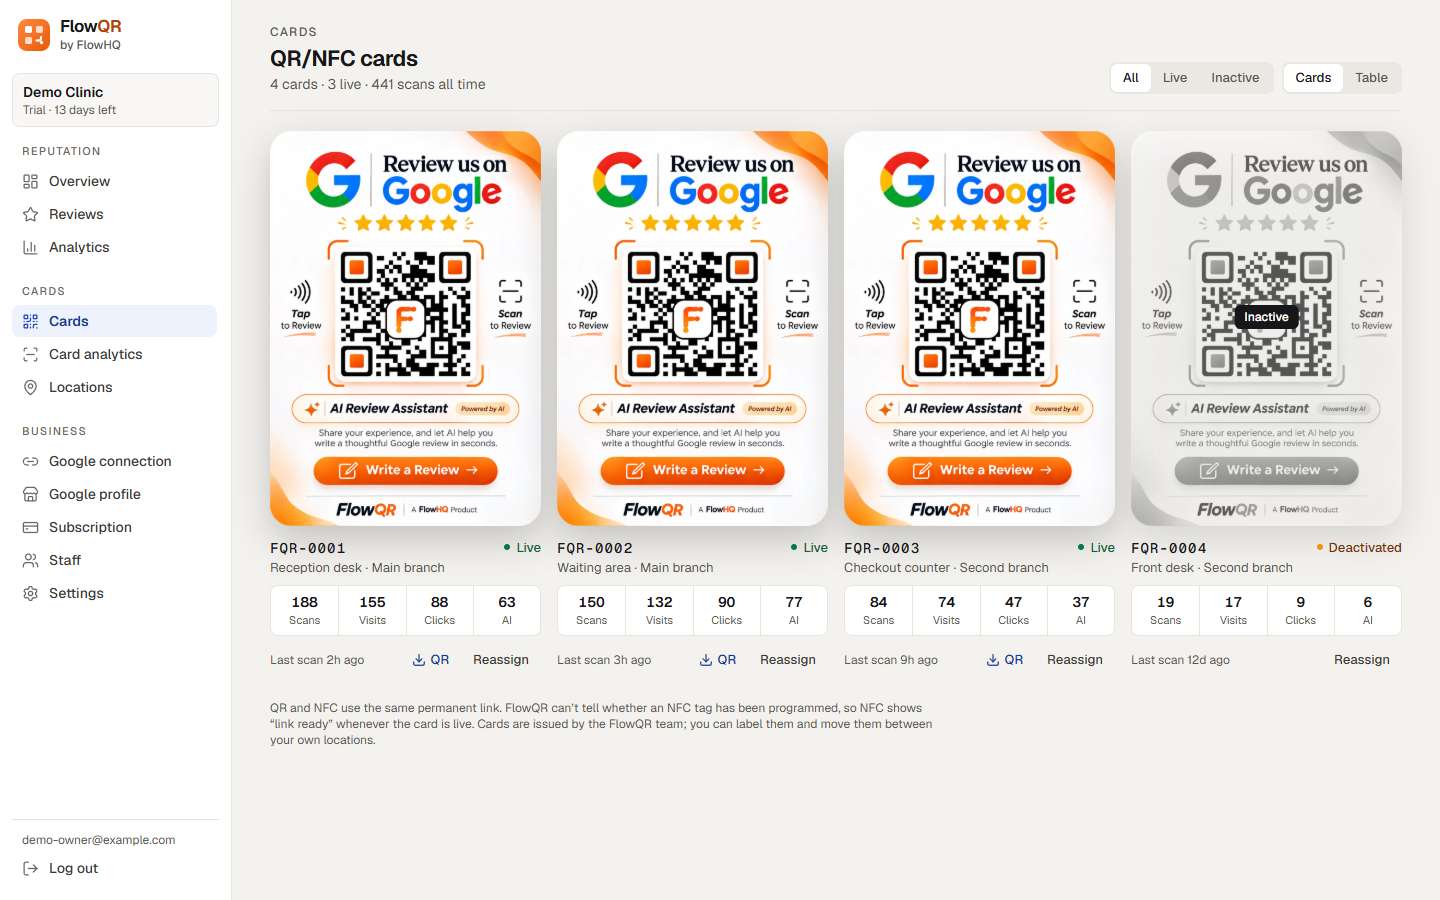 FlowQR
by FlowHQ
Demo Clinic
Trial · 13 days left
REPUTATION
Overview
Reviews
Analytics
CARDS
Cards
Card analytics
Locations
BUSINESS
Google connection
Google profile
Subscription
Staff
Settings
demo-owner@example.com
Log out
CARDS
QR/NFC cards
4 cards · 3 live · 441 scans all time
All Live Inactive
Cards Table
Review us on
Google
Tap
to Review
Scan
to Review
AI Review Assistant Powered by AI
Share your experience, and let AI help you
write a thoughtful Google review in seconds.
Write a Review →
FlowQR | A FlowHQ Product
FQR-0001 Live
Reception desk · Main branch
188 155 88 63
Scans Visits Clicks AI
Last scan 2h ago QR Reassign
Review us on
Google
Tap
to Review
Scan
to Review
AI Review Assistant Powered by AI
Share your experience, and let AI help you
write a thoughtful Google review in seconds.
Write a Review →
FlowQR | A FlowHQ Product
FQR-0002 Live
Waiting area · Main branch
150 132 90 77
Scans Visits Clicks AI
Last scan 3h ago QR Reassign
Review us on
Google
Tap
to Review
Scan
to Review
AI Review Assistant Powered by AI
Share your experience, and let AI help you
write a thoughtful Google review in seconds.
Write a Review →
FlowQR | A FlowHQ Product
FQR-0003 Live
Checkout counter · Second branch
84 74 47 37
Scans Visits Clicks AI
Last scan 9h ago QR Reassign
Review us on
Google
Tap
to Review
Inactive
Scan
to Review
AI Review Assistant Powered by AI
Share your experience, and let AI help you
write a thoughtful Google review in seconds.
Write a Review →
FlowQR | A FlowHQ Product
FQR-0004 Deactivated
Front desk · Second branch
19 17 9 6
Scans Visits Clicks AI
Last scan 12d ago Reassign
QR and NFC use the same permanent link. FlowQR can’t tell whether an NFC tag has been programmed, so NFC shows
“link ready” whenever the card is live. Cards are issued by the FlowQR team; you can label them and move them between
your own locations.